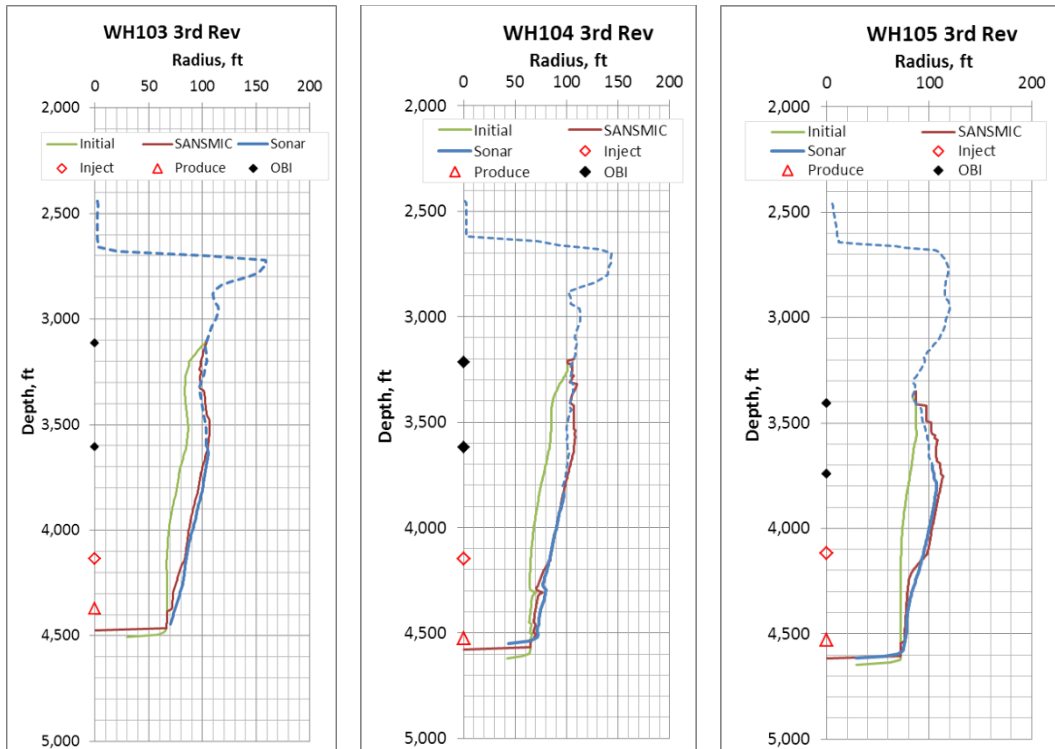 WH103 3rd Rev
Radius, ft
0 50 100 150 200
2,000
Initial SANSMIC Sonar
Inject Produce OBI
2,500
3,000
3,500
4,000
4,500
5,000
Depth, ft
WH104 3rd Rev
Radius, ft
0 50 100 150 200
2,000
Initial SANSMIC
Sonar Inject
Produce OBI
2,500
3,000
3,500
4,000
4,500
5,000
Depth, ft
WH105 3rd Rev
Radius, ft
0 100 200
2,000
Initial SANSMIC
Sonar Inject
Produce OBI
2,500
3,000
3,500
4,000
4,500
5,000
Depth, ft